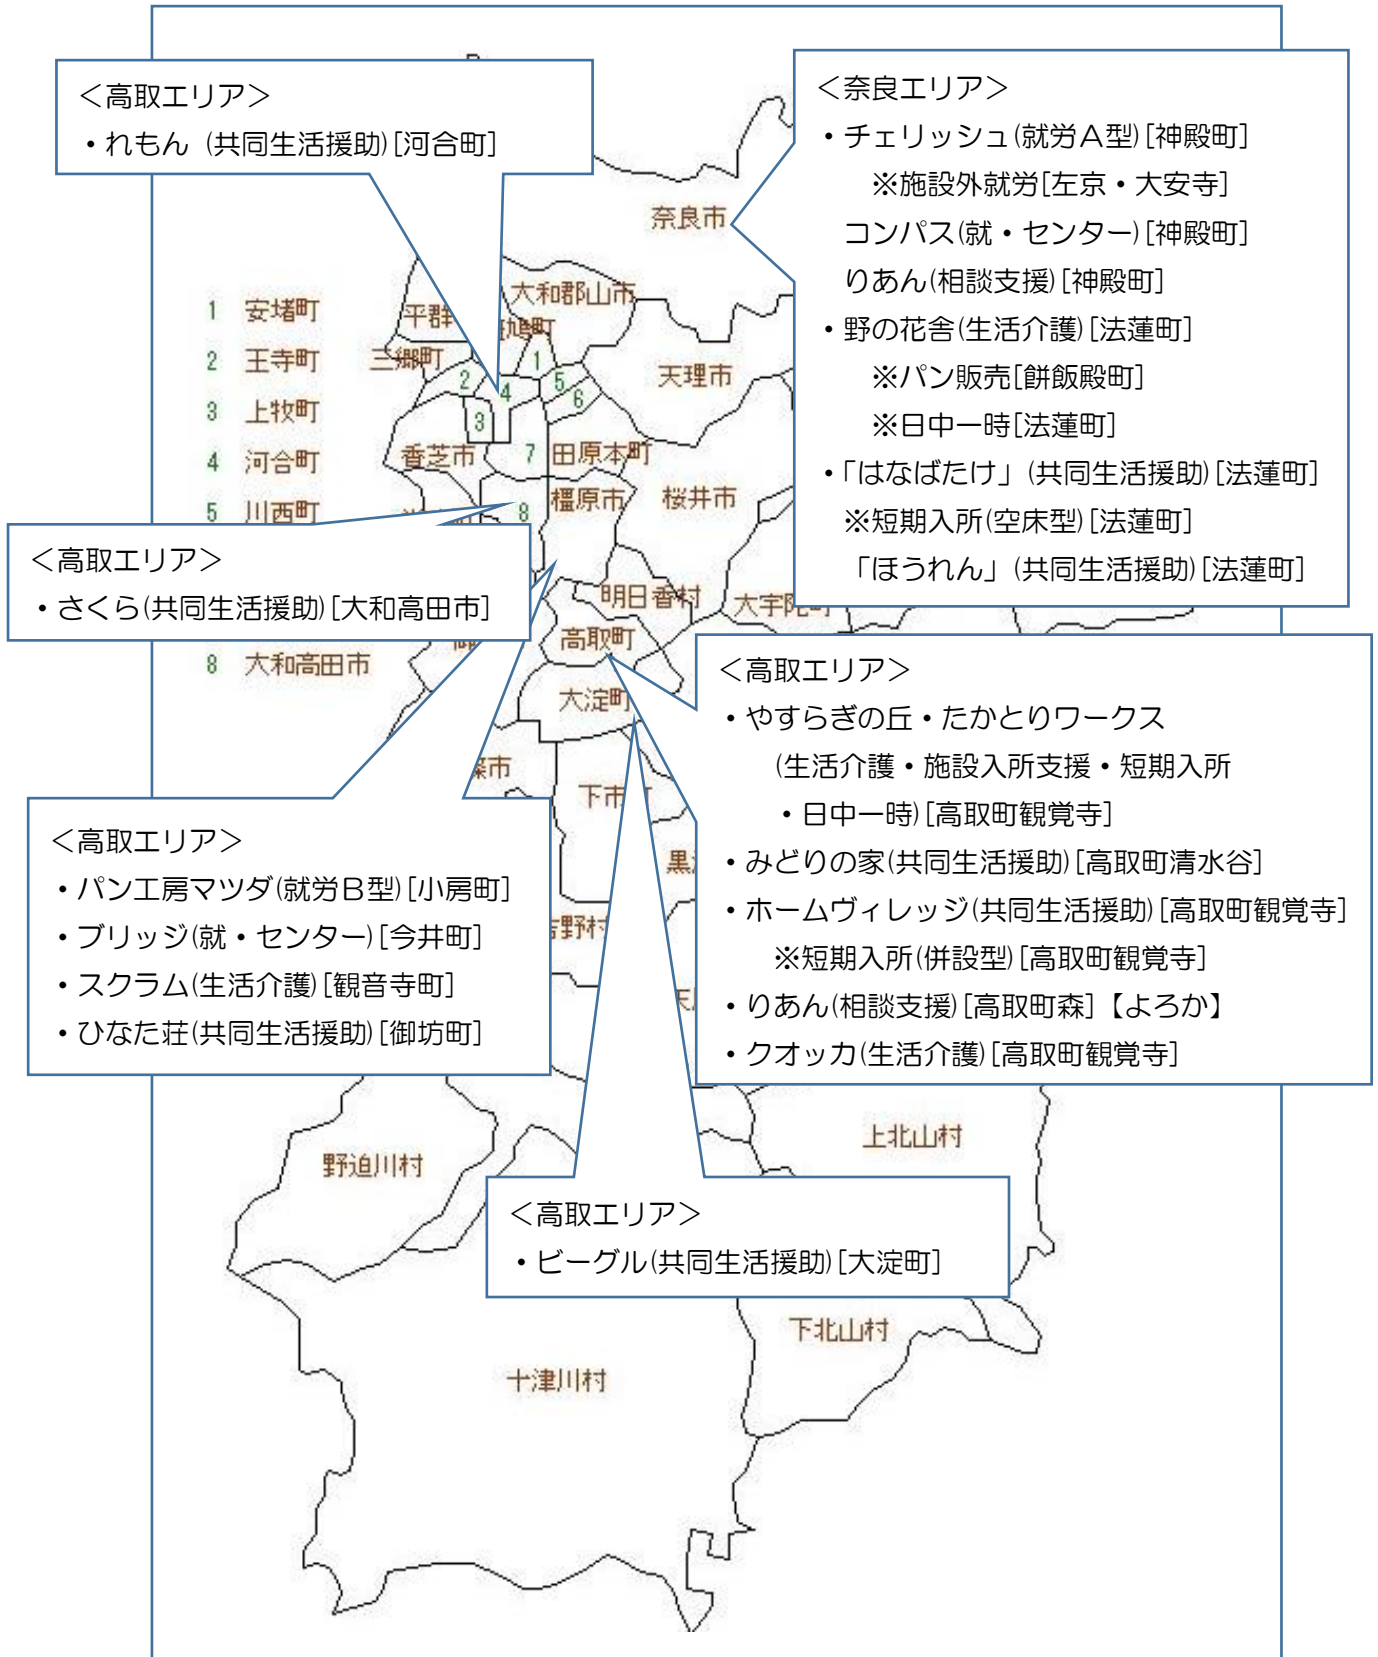 ＜高取エリア＞
・れもん (共同生活援助)[河合町]
＜奈良エリア＞
・チェリッシュ(就労Ａ型)[神殿町]
※施設外就労[左京・大安寺]
コンパス(就・センター)[神殿町]
りあん(相談支援)[神殿町]
・野の花舎(生活介護)[法蓮町]
※パン販売[餅飯殿町]
※日中一時[法蓮町]
・「はなばたけ」(共同生活援助)[法蓮町]
※短期入所(空床型)[法蓮町]
「ほうれん」(共同生活援助)[法蓮町]
奈良市
大和郡山市
平群
鳩町
三郷町
天理市
香芝市
田原本町
橿原市
桜井市
明日香村
大宇陀町
高取町
大淀町
1 安堵町
2 王寺町
3 上牧町
4 河合町
5 川西町
8 大和高田市
1
2
3
4
5
6
7
8
＜高取エリア＞
・さくら(共同生活援助)[大和高田市]
＜高取エリア＞
・やすらぎの丘・たかとりワークス
(生活介護・施設入所支援・短期入所
・日中一時)[高取町観覚寺]
・みどりの家(共同生活援助)[高取町清水谷]
・ホームヴィレッジ(共同生活援助)[高取町観覚寺]
※短期入所(併設型)[高取町観覚寺]
・りあん(相談支援)[高取町森]【よろか】
・クオッカ(生活介護)[高取町観覚寺]
＜高取エリア＞
・パン工房マツダ(就労Ｂ型)[小房町]
・ブリッジ(就・センター)[今井町]
・スクラム(生活介護)[観音寺町]
・ひなた荘(共同生活援助)[御坊町]
市
下市
黒
野村
上北山村
野迫川村
＜高取エリア＞
・ビーグル(共同生活援助)[大淀町]
下北山村
十津川村